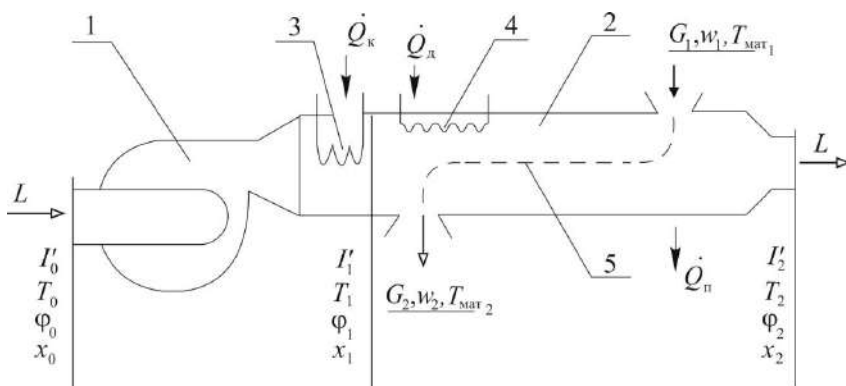 1
3
Q̇к
Q̇д
4
2
G1,w1,Tмат1
L
L
I′0
T0
φ0
x0
I′1
T1
φ1
x1
G2,w2,Tмат2
5
Q̇п
I′2
T2
φ2
x2